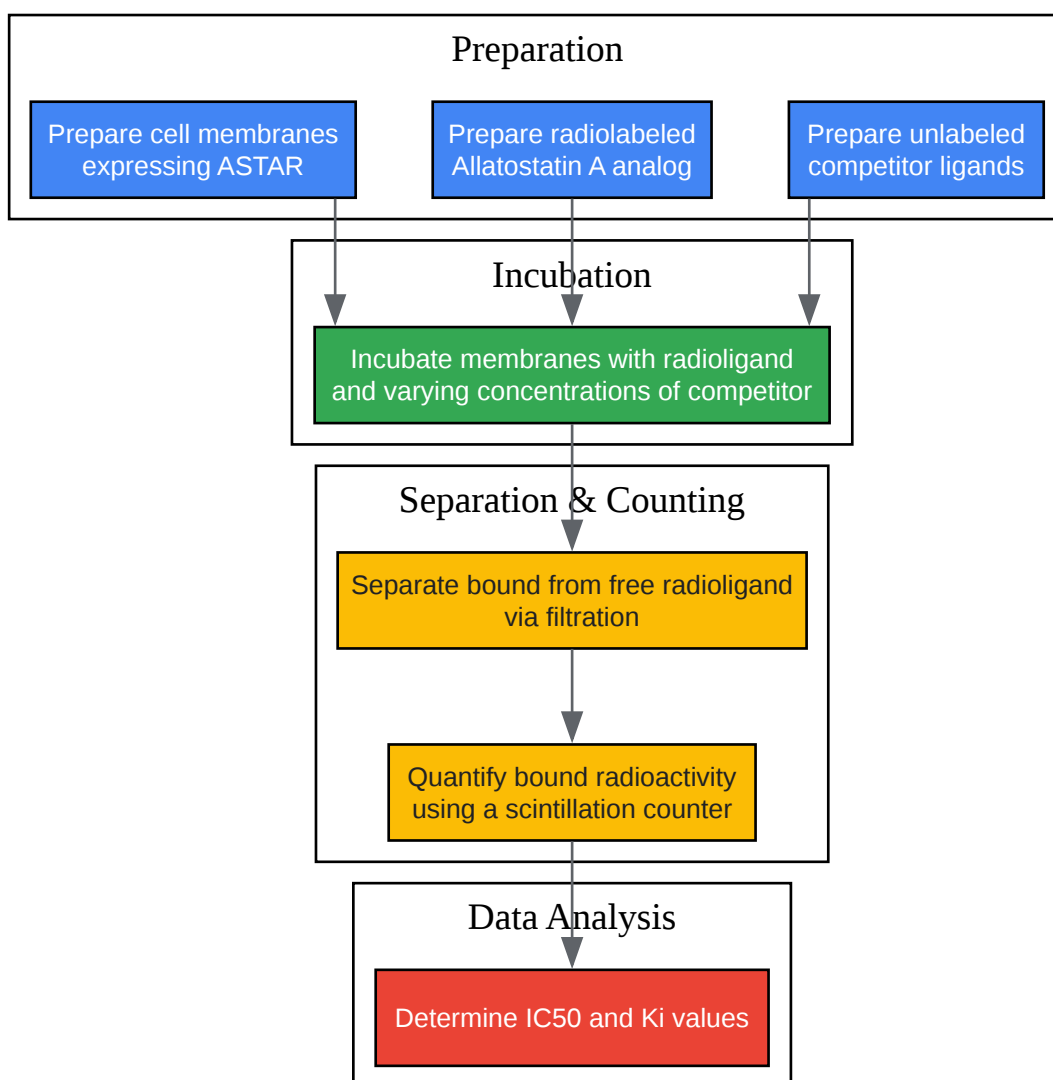 Preparation
Prepare cell membranes
expressing ASTAR
Prepare radiolabeled
Allatostatin A analog
Prepare unlabeled
competitor ligands
Incubation
Incubate membranes with radioligand
and varying concentrations of competitor
Separation & Counting
Separate bound from free radioligand
via filtration
Quantify bound radioactivity
using a scintillation counter
Data Analysis
Determine IC50 and Ki values